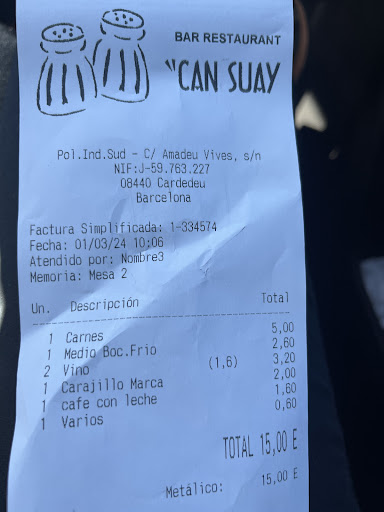 BAR RESTAURANT
"CAN SUAY
Pol.Ind.Sud - C/ Amadeu Vives, s/n
NIF:J-59.763.227
08440 Cardedeu
Barcelona
Factura Simplificada: 1-334574
Fecha: 01/03/24 10:06
Atendido por: Nombre3
Memoria: Mesa 2
Un. Descripción Total
1 Carnes 5,00
1 Medio Boc.Frio 2,60
2 Vino (1,6) 3,20
1 Carajillo Marca 2,00
1 cafe con leche 1,60
1 Varios 0,60
TOTAL 15,00 E
Metálico: 15,00 E